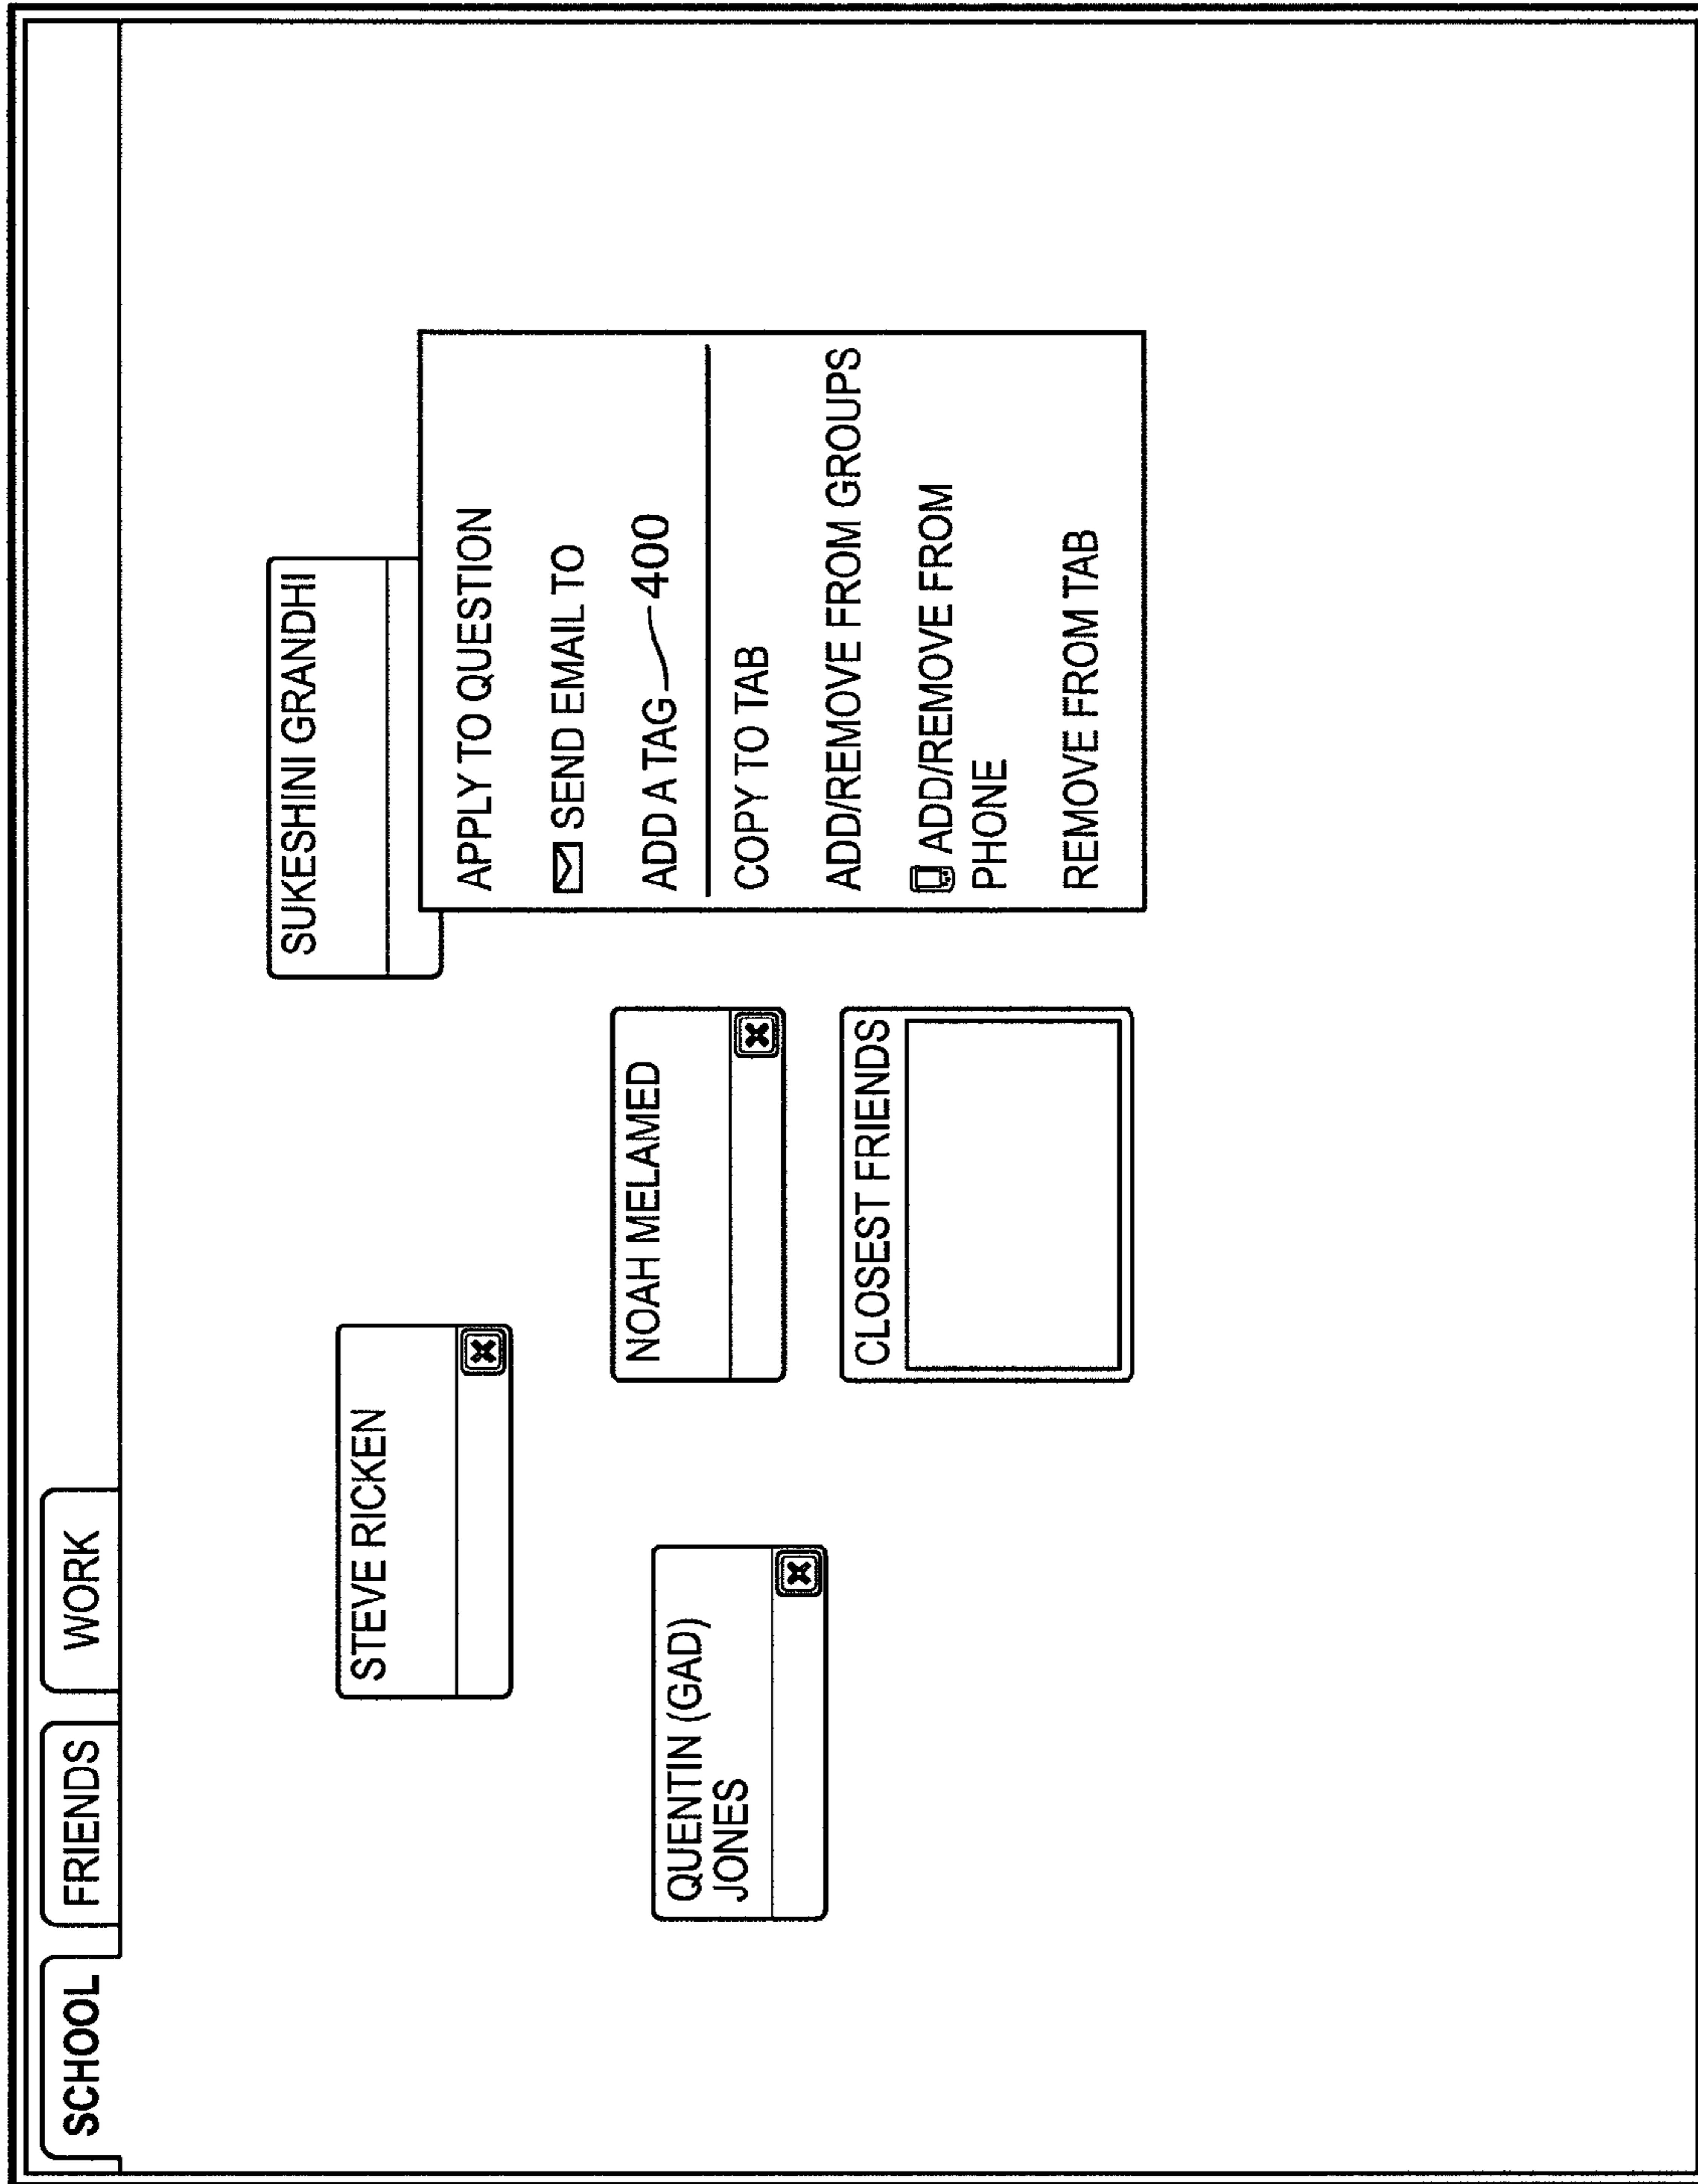 SCHOOL
FRIENDS
WORK
STEVE RICKEN
QUENTIN (GAD)
JONES
NOAH MELAMED
CLOSEST FRIENDS
SUKESHINI GRANDHI
APPLY TO QUESTION
SEND EMAIL TO
ADD A TAG 400
COPY TO TAB
ADD/REMOVE FROM GROUPS
ADD/REMOVE FROM
PHONE
REMOVE FROM TAB